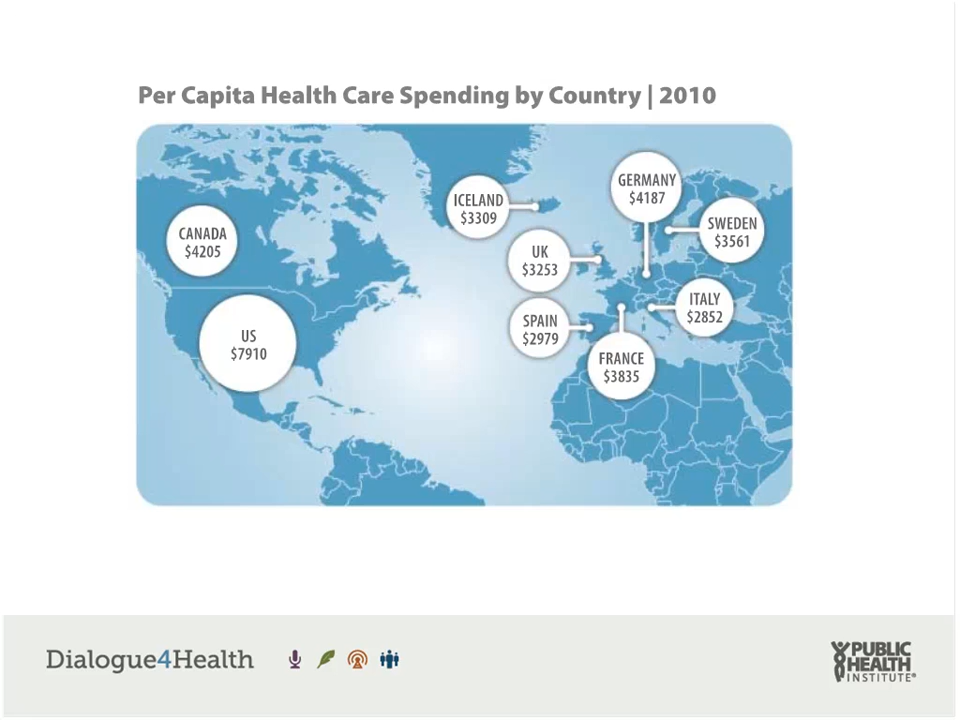 Per Capita Health Care Spending by Country | 2010
CANADA
$4205
US
$7910
ICELAND
$3309
UK
$3253
SPAIN
$2979
GERMANY
$4187
SWEDEN
$3561
ITALY
$2852
FRANCE
$3835
Dialogue4Health
PUBLIC
HEALTH
INSTITUTE®